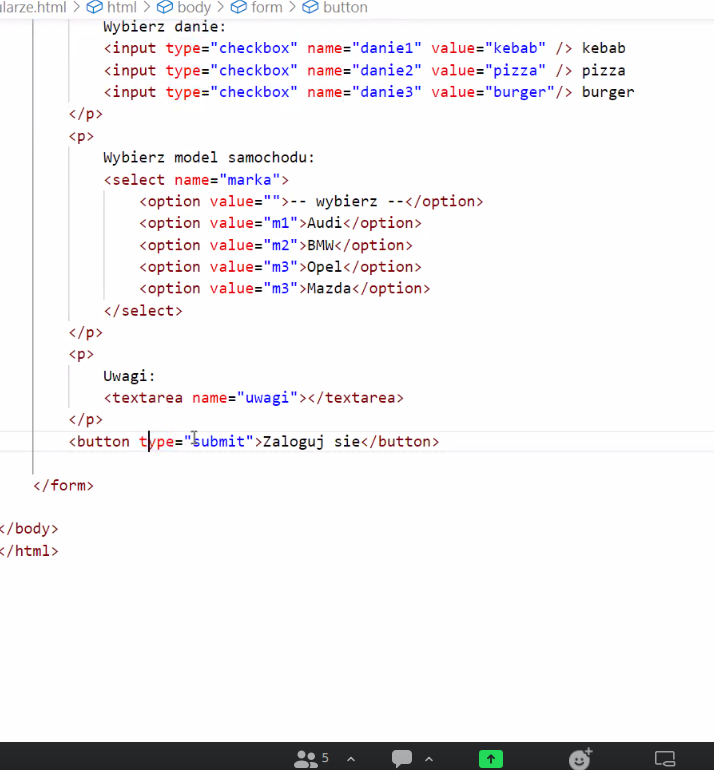 ularze.html > html > body > form > button
Wybierz danie:
<input type="checkbox" name="danie1" value="kebab" /> kebab
<input type="checkbox" name="danie2" value="pizza" /> pizza
<input type="checkbox" name="danie3" value="burger"/> burger
</p>
<p>
Wybierz model samochodu:
<select name="marka">
<option value="">-- wybierz --</option>
<option value="m1">Audi</option>
<option value="m2">BMW</option>
<option value="m3">Opel</option>
<option value="m3">Mazda</option>
</select>
</p>
<p>
Uwagi:
<textarea name="uwagi"></textarea>
</p>
<button type="submit">Zaloguj sie</button>
</form>
</body>
</html>
5